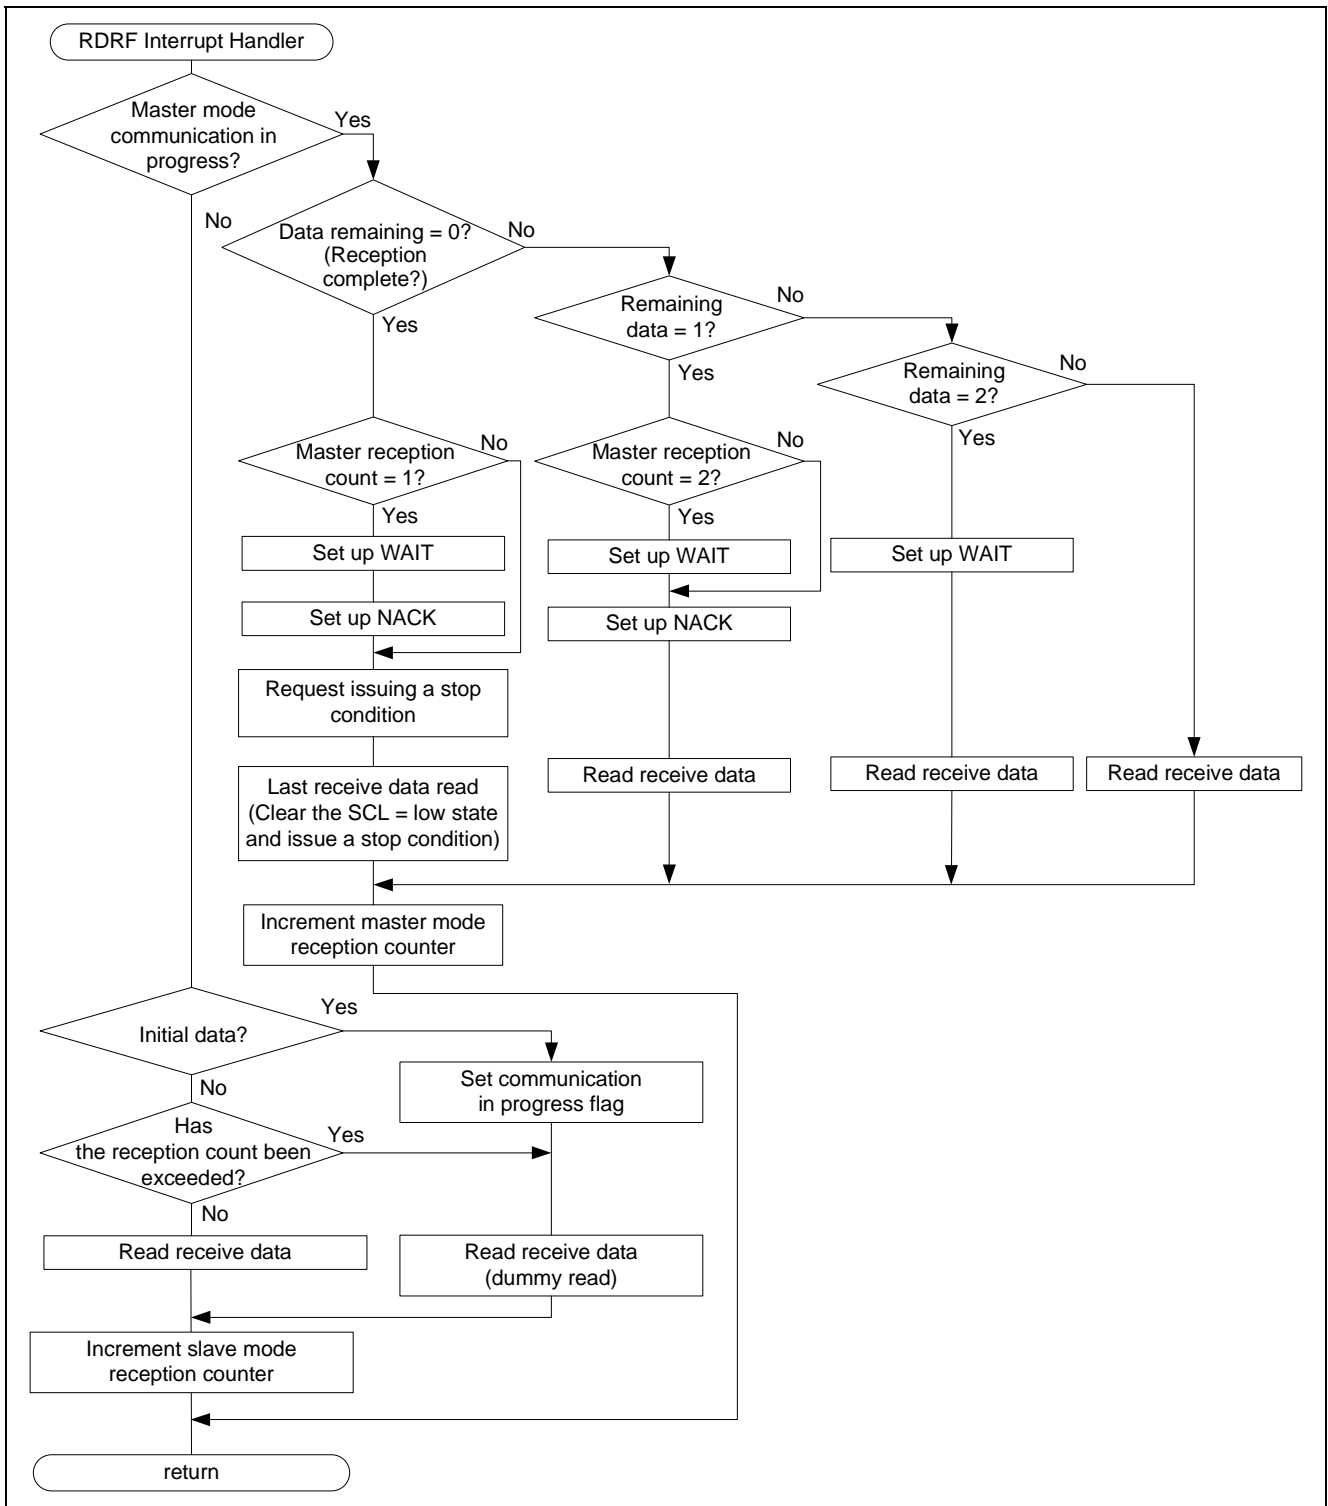 RDRF Interrupt Handler
Master mode
communication in
progress?
Yes
No
Data remaining = 0?
(Reception
complete?)
No
Yes
Remaining
data = 1?
No
Yes
Remaining
data = 2?
No
Yes
Master reception
count = 1?
No
Yes
Master reception
count = 2?
No
Yes
Set up WAIT
Set up WAIT
Set up WAIT
Set up NACK
Set up NACK
Request issuing a stop
condition
Last receive data read
(Clear the SCL = low state
and issue a stop condition)
Read receive data
Read receive data
Read receive data
Increment master mode
reception counter
Initial data?
Yes
No
Set communication
in progress flag
Has
the reception count been
exceeded?
Yes
No
Read receive data
Read receive data
(dummy read)
Increment slave mode
reception counter
return